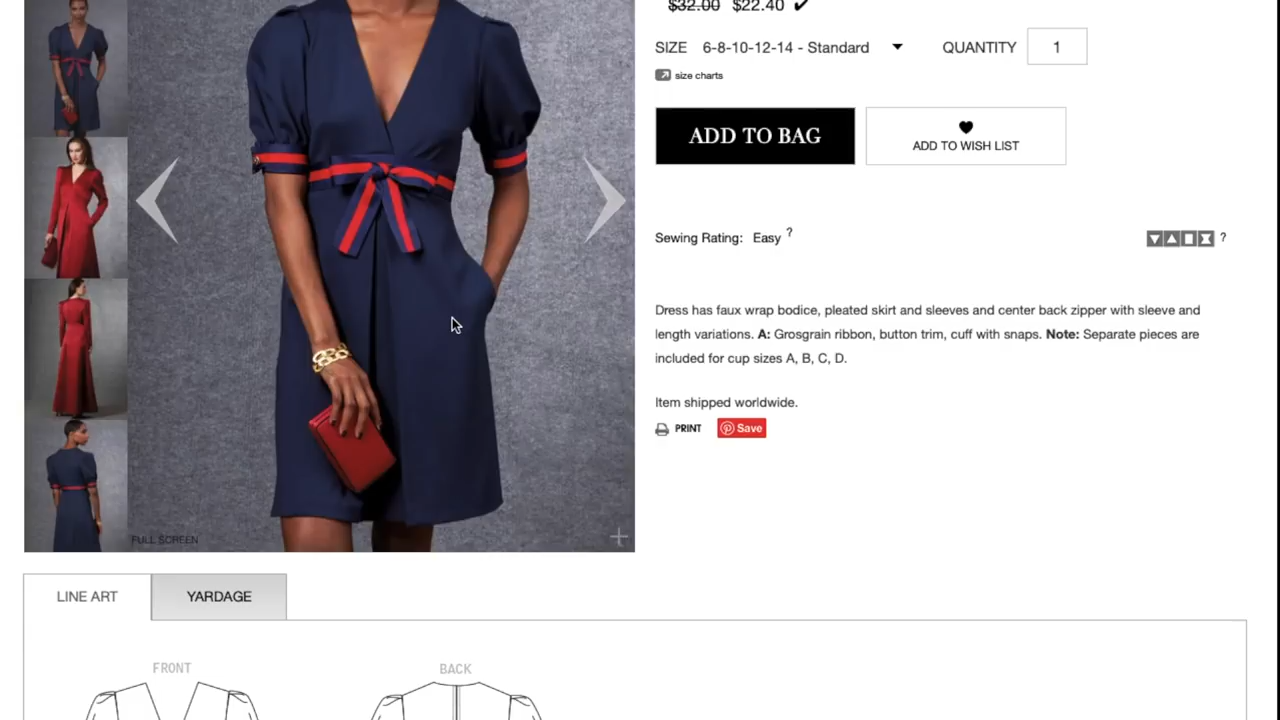 $32.00 $22.40 ✔
SIZE 6-8-10-12-14 - Standard QUANTITY 1
size charts
ADD TO BAG
ADD TO WISH LIST
Sewing Rating: Easy ? ?
Dress has faux wrap bodice, pleated skirt and sleeves and center back zipper with sleeve and
length variations. A: Grosgrain ribbon, button trim, cuff with snaps. Note: Separate pieces are
included for cup sizes A, B, C, D.
Item shipped worldwide.
PRINT Save
FULL SCREEN
LINE ART YARDAGE
FRONT BACK